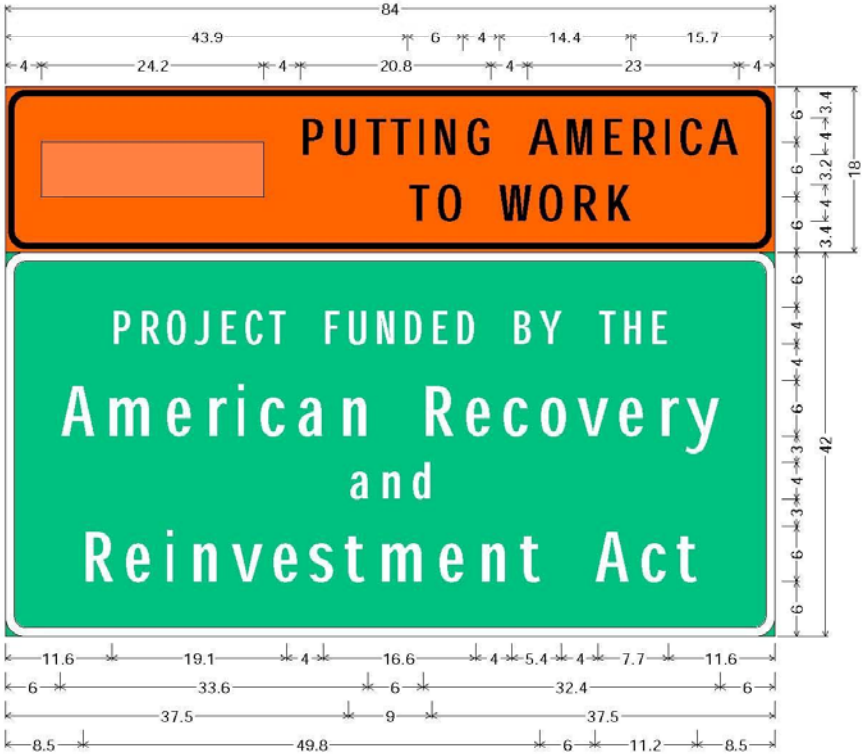 84
43.9 6 4 14.4 15.7
4 24.2 4 20.8 4 23 4
PUTTING AMERICA
TO WORK
6 6 6
3.4 4 3.2 4 3.4
18
PROJECT FUNDED BY THE
American Recovery
and
Reinvestment Act
6 4 4 6 3 4 3 6 6
42
11.6 19.1 4 16.6 4 5.4 4 7.7 11.6
6 33.6 6 32.4 6
37.5 9 37.5
8.5 49.8 6 11.2 8.5